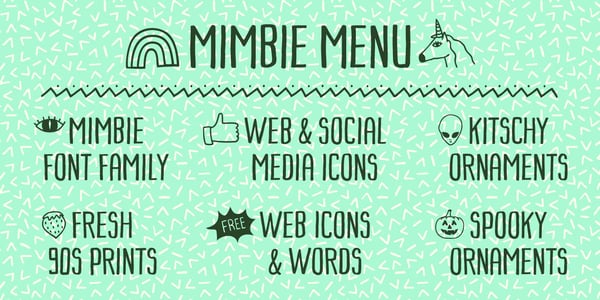 MIMBIE MENU
MIMBIE
FONT FAMILY
WEB & SOCIAL
MEDIA ICONS
KITSCHY
ORNAMENTS
FRESH
90S PRINTS
FREE
WEB ICONS
& WORDS
SPOOKY
ORNAMENTS